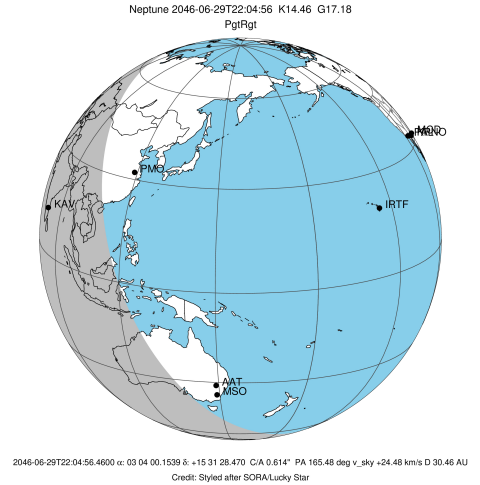 Neptune 2046-06-29T22:04:56 K14.46 G17.18
PgtRgt
PMO
KAV
IRTF
AAT
MSO
2046-06-29T22:04:56.4600 α: 03 04 00.1539 δ: +15 31 28.470 C/A 0.614" PA 165.48 deg v_sky +24.48 km/s D 30.46 AU
Credit: Styled after SORA/Lucky Star